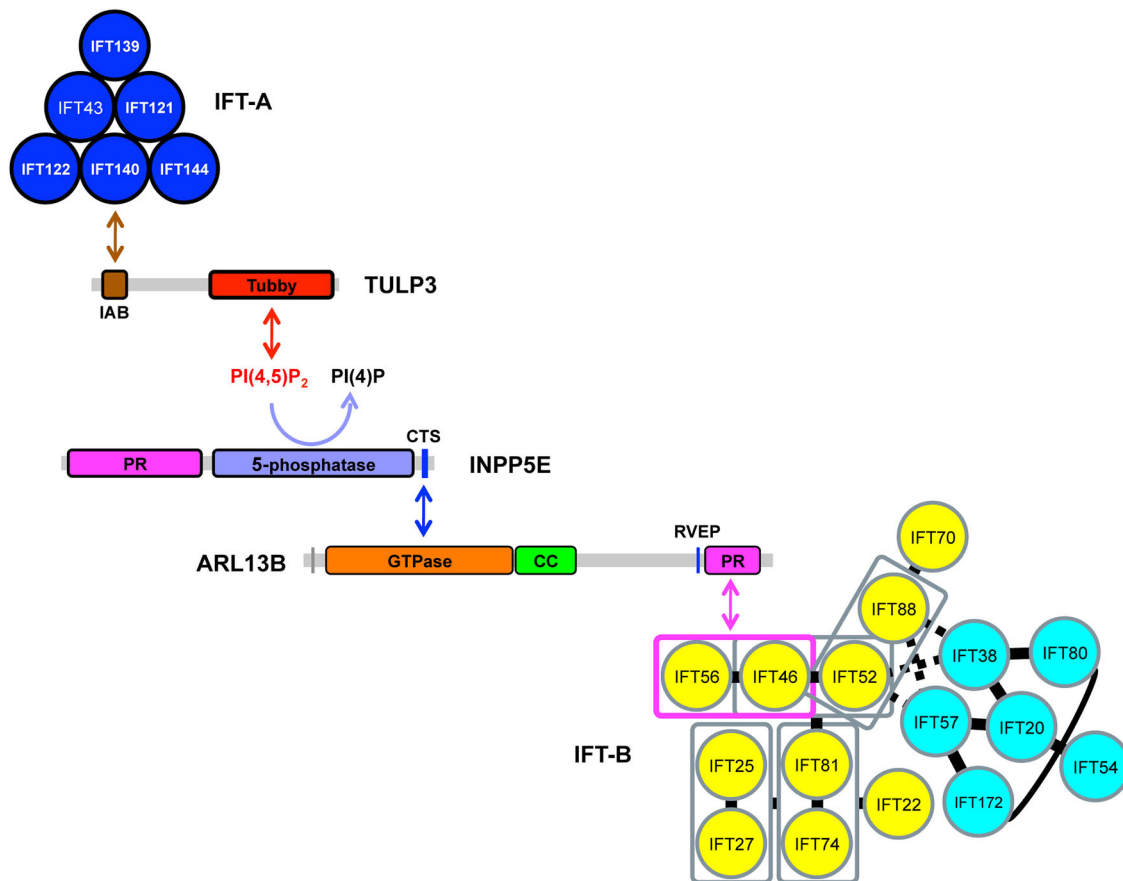 IFT139
IFT43 IFT121
IFT-A
IFT122 IFT140 IFT144
Tubby
TULP3
IAB
PI(4,5)P₂ PI(4)P
CTS
PR 5-phosphatase
INPP5E
RVEP
ARL13B
GTPase CC PR
IFT70
IFT88
IFT38 IFT80
IFT56 IFT46 IFT52
IFT57 IFT20
IFT-B
IFT25 IFT81
IFT54
IFT22 IFT172
IFT27 IFT74